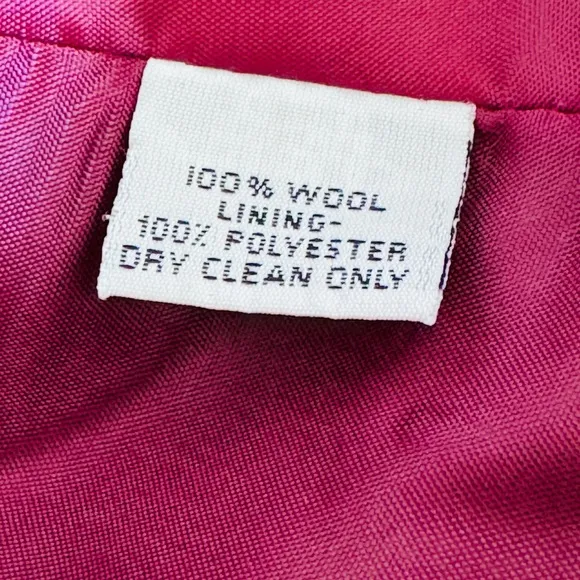 100% WOOL
LINING-
100% POLYESTER
DRY CLEAN ONLY